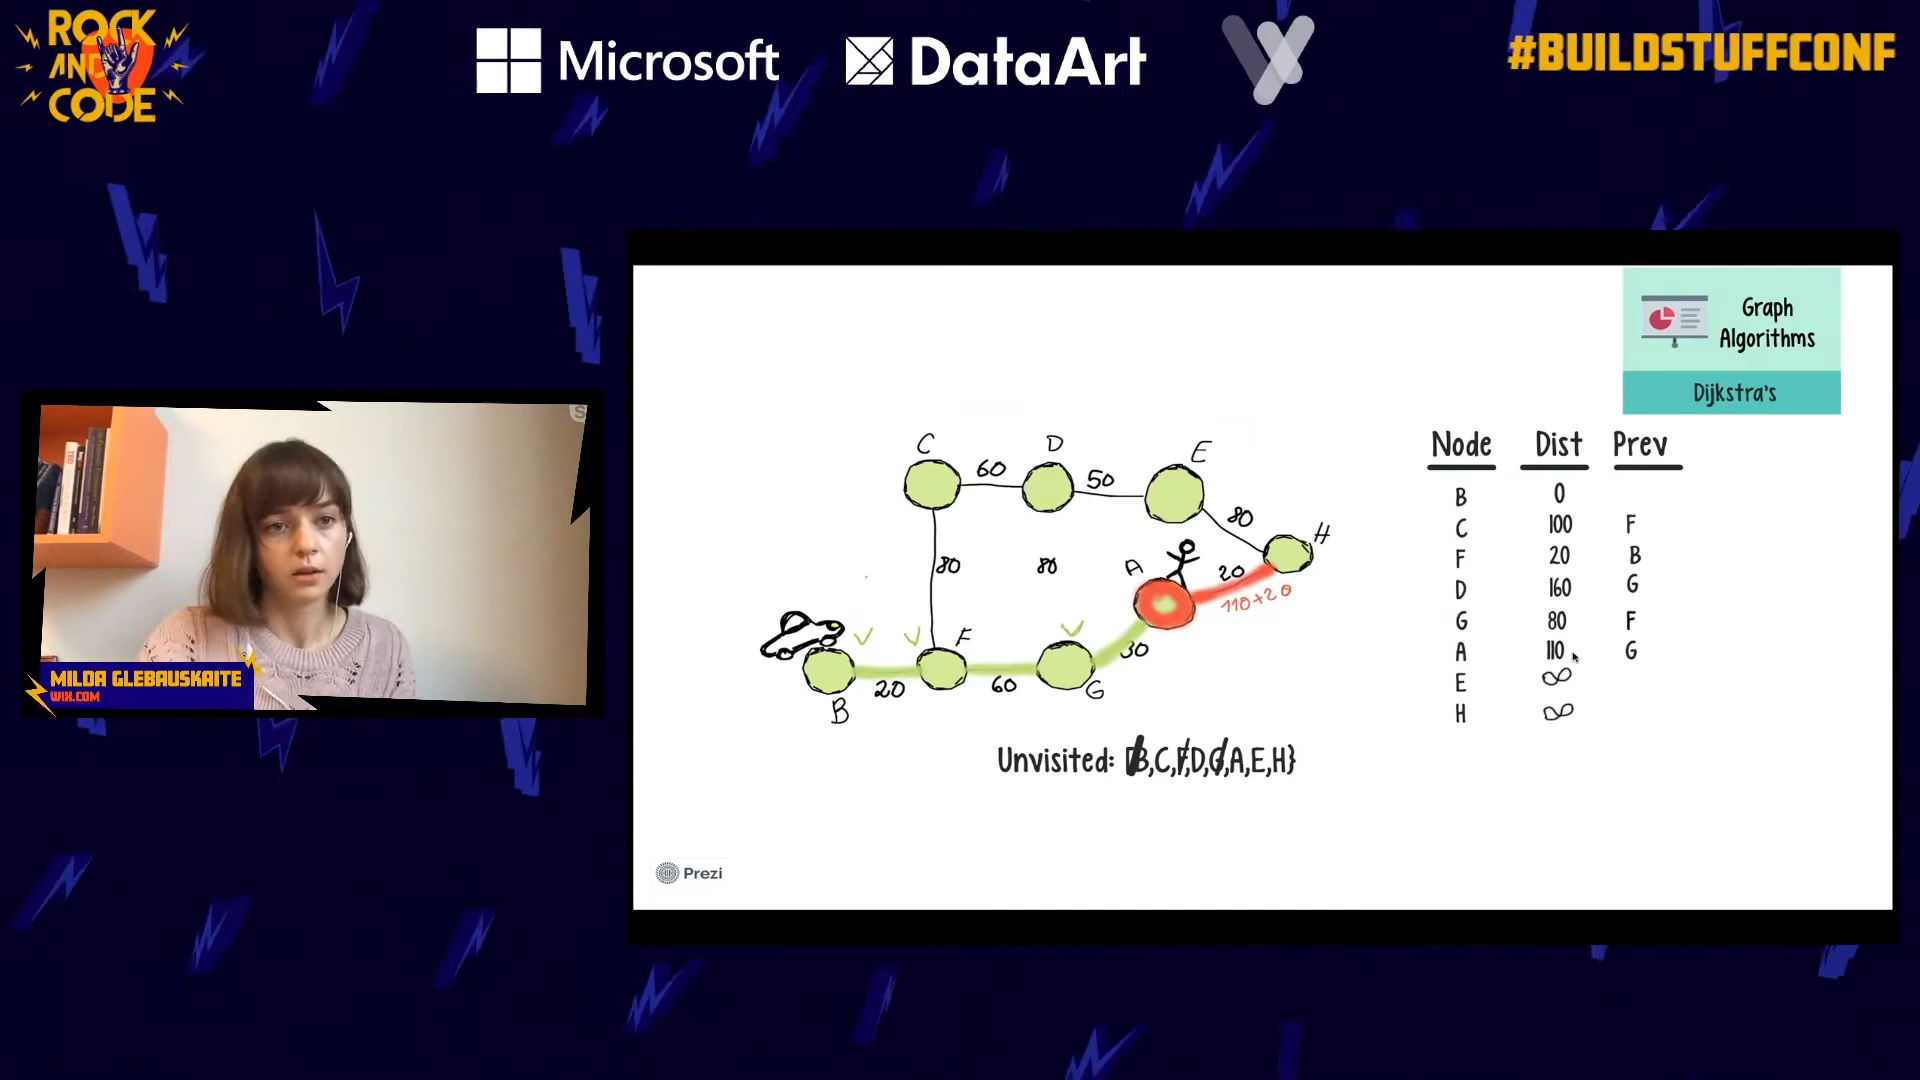 ROCK
AND
CODE
Microsoft
DataArt
#BUILDSTUFFCONF
Graph
Algorithms
Dijkstra's
C
60
D
50
E
80
H
80
80
A
20
110+20
F
30
20
60
G
B
Node Dist Prev
B 0
C 100 F
F 20 B
D 160 G
G 80 F
A 110 G
E ∞
H ∞
Unvisited: {B,C,F,D,G,A,E,H}
Prezi
MILDA GLEBAUSKAITE
WIX.COM